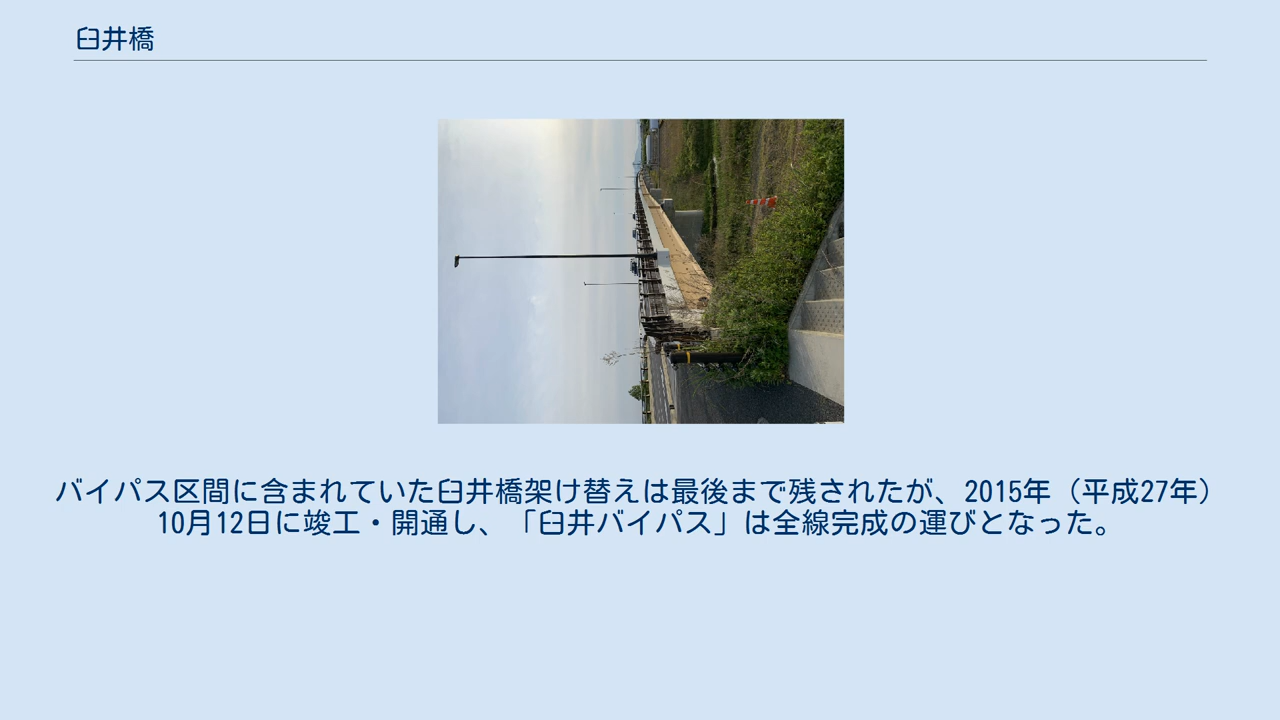 臼井橋
バイパス区間に含まれていた臼井橋架け替えは最後まで残されたが、2015年（平成27年）
10月12日に竣工・開通し、「臼井バイパス」は全線完成の運びとなった。